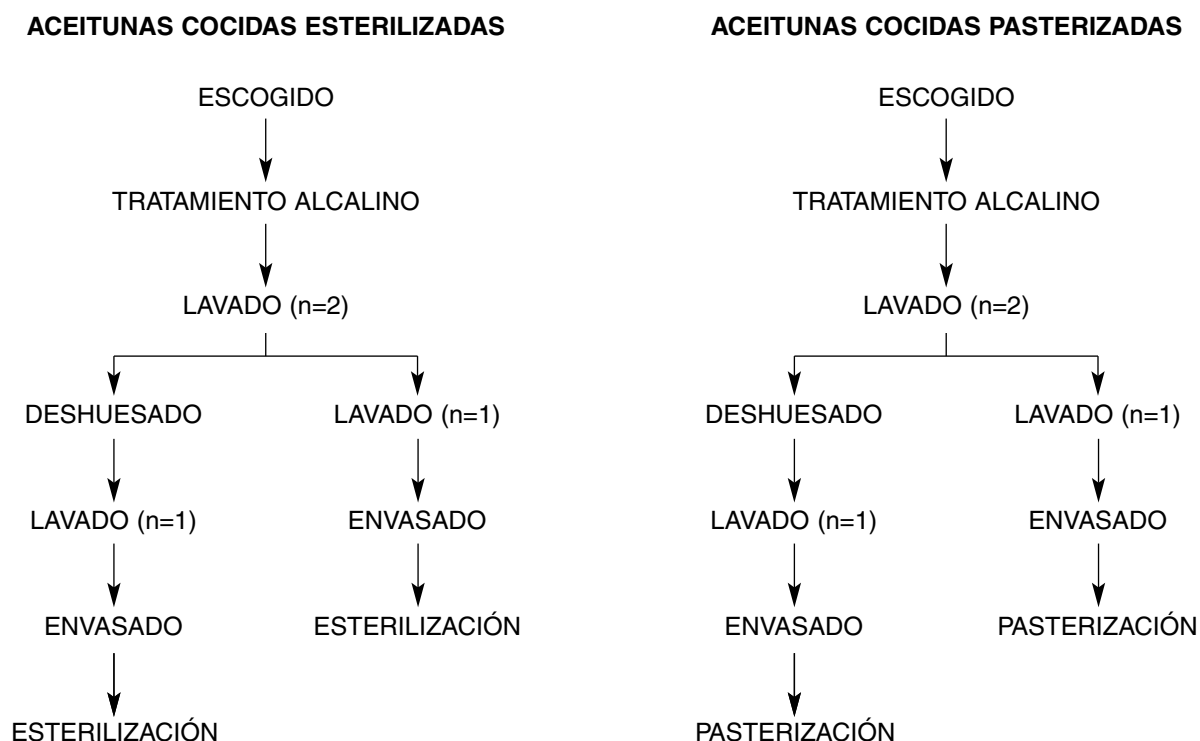 ACEITUNAS COCIDAS ESTERILIZADAS
ESCOGIDO
TRATAMIENTO ALCALINO
LAVADO (n=2)
DESHUESADO
LAVADO (n=1)
LAVADO (n=1)
ENVASADO
ENVASADO
ESTERILIZACIÓN
ESTERILIZACIÓN
ACEITUNAS COCIDAS PASTERIZADAS
ESCOGIDO
TRATAMIENTO ALCALINO
LAVADO (n=2)
DESHUESADO
LAVADO (n=1)
LAVADO (n=1)
ENVASADO
ENVASADO
PASTERIZACIÓN
PASTERIZACIÓN